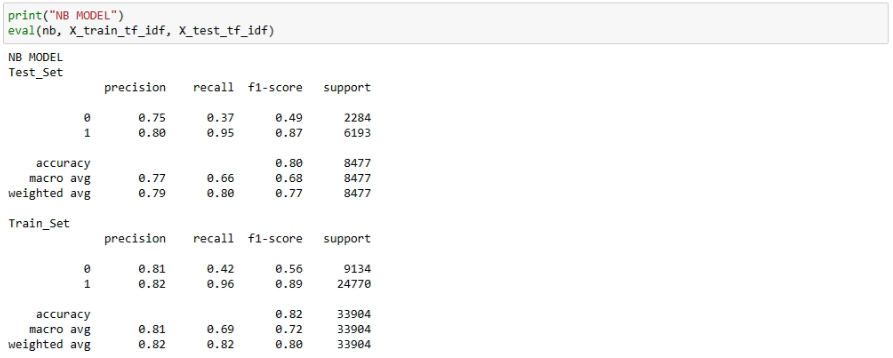 print("NB MODEL")
eval(nb, X_train_tf_idf, X_test_tf_idf)
NB MODEL
Test_Set
precision recall f1-score support
0 0.75 0.37 0.49 2284
1 0.80 0.95 0.87 6193
accuracy 0.80 8477
macro avg 0.77 0.66 0.68 8477
weighted avg 0.79 0.80 0.77 8477
Train_Set
precision recall f1-score support
0 0.81 0.42 0.56 9134
1 0.82 0.96 0.89 24770
accuracy 0.82 33904
macro avg 0.81 0.69 0.72 33904
weighted avg 0.82 0.82 0.80 33904